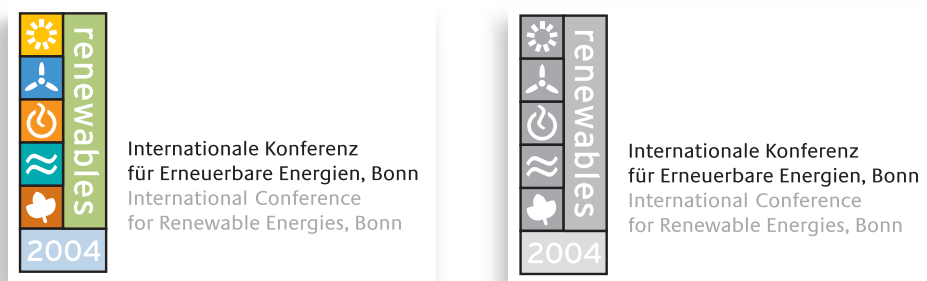 renewables
2004
Internationale Konferenz
für Erneuerbare Energien, Bonn
International Conference
for Renewable Energies, Bonn
renewables
2004
Internationale Konferenz
für Erneuerbare Energien, Bonn
International Conference
for Renewable Energies, Bonn